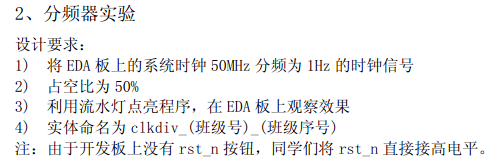 2、分频器实验
设计要求：
1) 将 EDA 板上的系统时钟 50MHz 分频为 1Hz 的时钟信号
2) 占空比为 50%
3) 利用流水灯点亮程序，在 EDA 板上观察效果
4) 实体命名为 clkdiv_(班级号)_(班级序号)
注：由于开发板上没有 rst_n 按钮，同学们将 rst_n 直接接高电平。